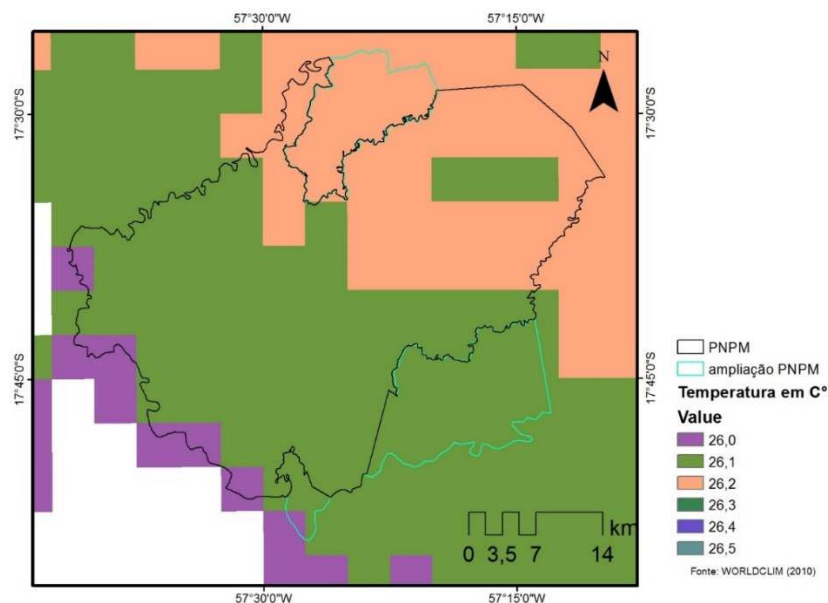 57°30'0"W
57°15'0"W
N
17°30'0"S
17°30'0"S
17°45'0"S
17°45'0"S
PNPM
ampliação PNPM
Temperatura em C°
Value
26,0
26,1
26,2
26,3
26,4
26,5
km
0 3,5 7 14
Fonte: WORLDCLIM (2010)
57°30'0"W
57°15'0"W